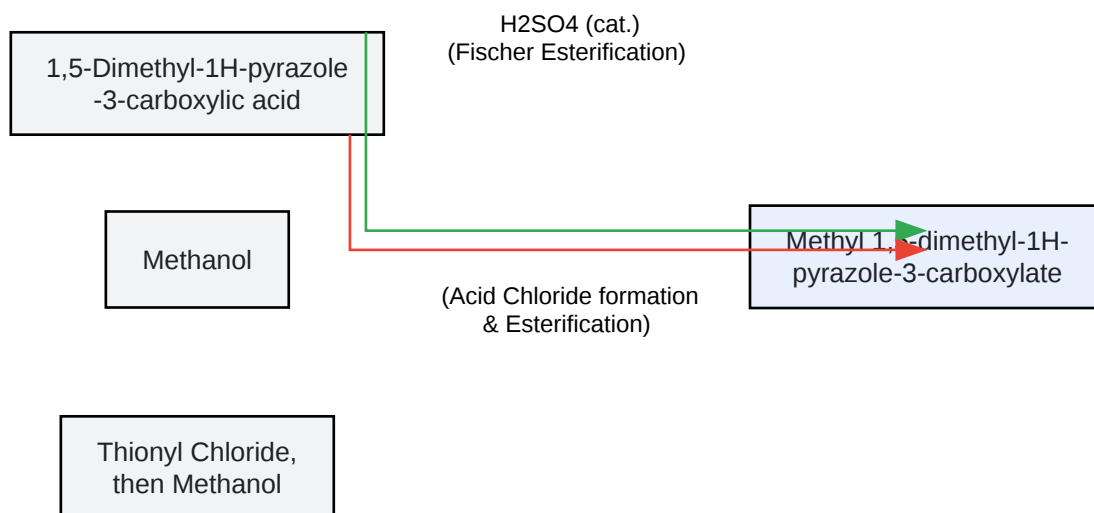 H2SO4 (cat.)
(Fischer Esterification)
1,5-Dimethyl-1H-pyrazole
-3-carboxylic acid
Methanol
Methyl 1,5-dimethyl-1H-
pyrazole-3-carboxylate
(Acid Chloride formation
& Esterification)
Thionyl Chloride,
then Methanol